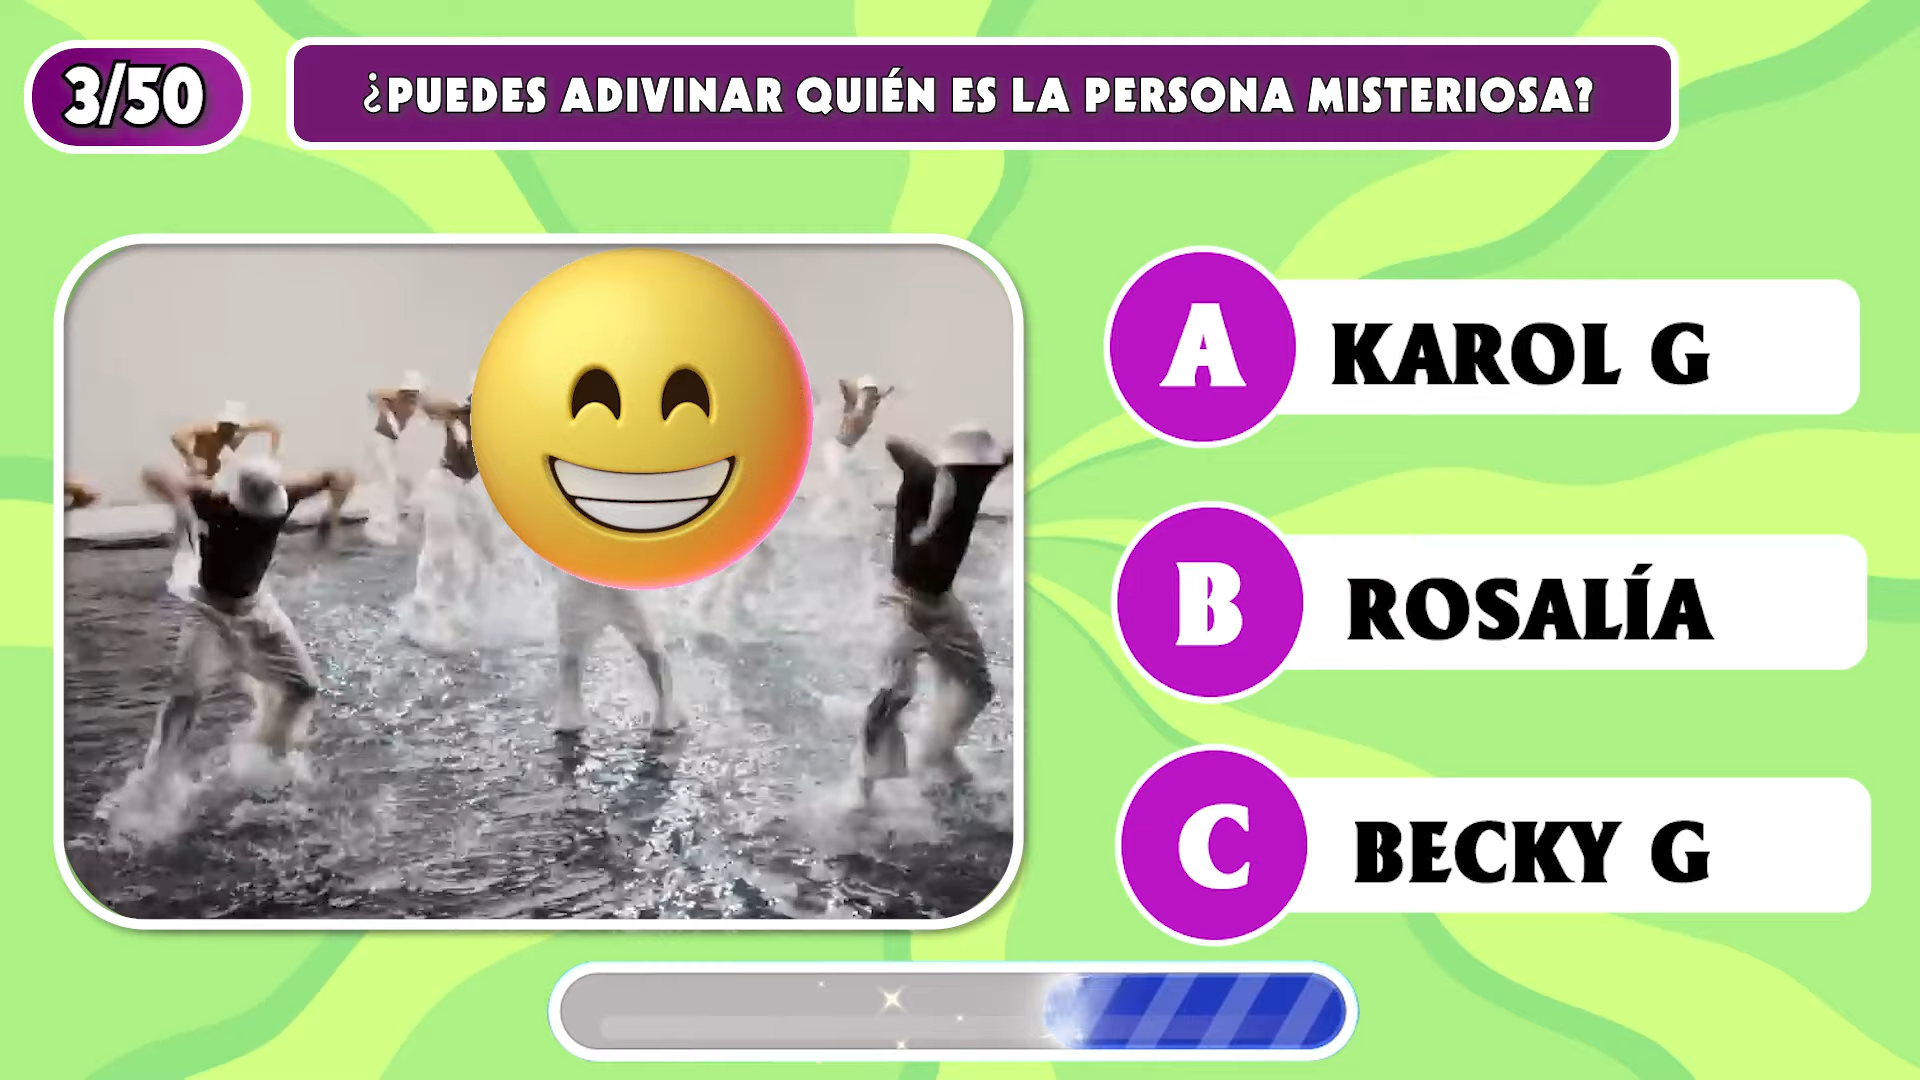 3/50
¿PUEDES ADIVINAR QUIÉN ES LA PERSONA MISTERIOSA?
A KAROL G
B ROSALÍA
C BECKY G